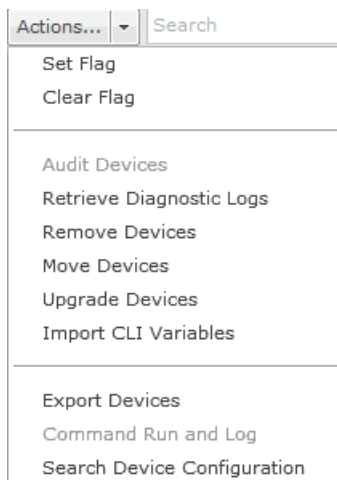 Actions... Search
Set Flag
Clear Flag
Audit Devices
Retrieve Diagnostic Logs
Remove Devices
Move Devices
Upgrade Devices
Import CLI Variables
Export Devices
Command Run and Log
Search Device Configuration